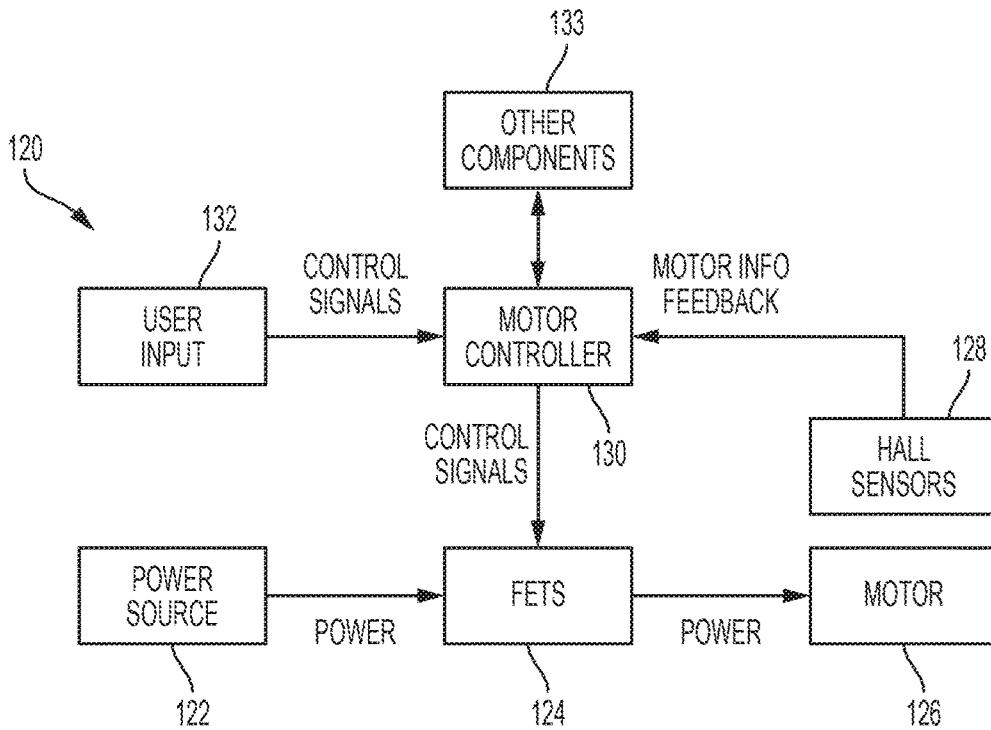 133
OTHER
COMPONENTS
120
132
CONTROL
SIGNALS
MOTOR INFO
FEEDBACK
USER
INPUT
MOTOR
CONTROLLER
128
130
CONTROL
SIGNALS
HALL
SENSORS
POWER
SOURCE
FETS
MOTOR
POWER
POWER
122
124
126